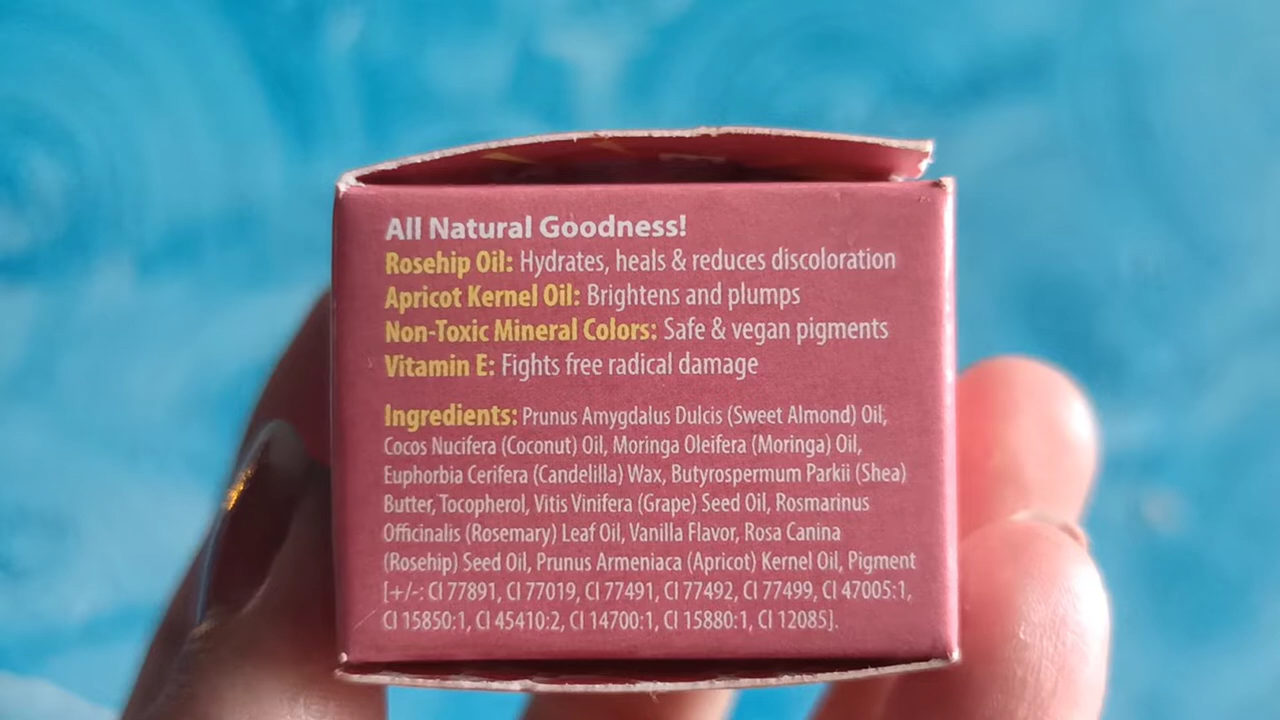 All Natural Goodness!
Rosehip Oil: Hydrates, heals & reduces discoloration
Apricot Kernel Oil: Brightens and plumps
Non-Toxic Mineral Colors: Safe & vegan pigments
Vitamin E: Fights free radical damage
Ingredients: Prunus Amygdalus Dulcis (Sweet Almond) Oil,
Cocos Nucifera (Coconut) Oil, Moringa Oleifera (Moringa) Oil,
Euphorbia Cerifera (Candelilla) Wax, Butyrospermum Parkii (Shea)
Butter, Tocopherol, Vitis Vinifera (Grape) Seed Oil, Rosmarinus
Officinalis (Rosemary) Leaf Oil, Vanilla Flavor, Rosa Canina
(Rosehip) Seed Oil, Prunus Armeniaca (Apricot) Kernel Oil, Pigment
[+/-: CI 77891, CI 77019, CI 77491, CI 77492, CI 77499, CI 47005:1,
CI 15850:1, CI 45410:2, CI 14700:1, CI 15880:1, CI 12085].